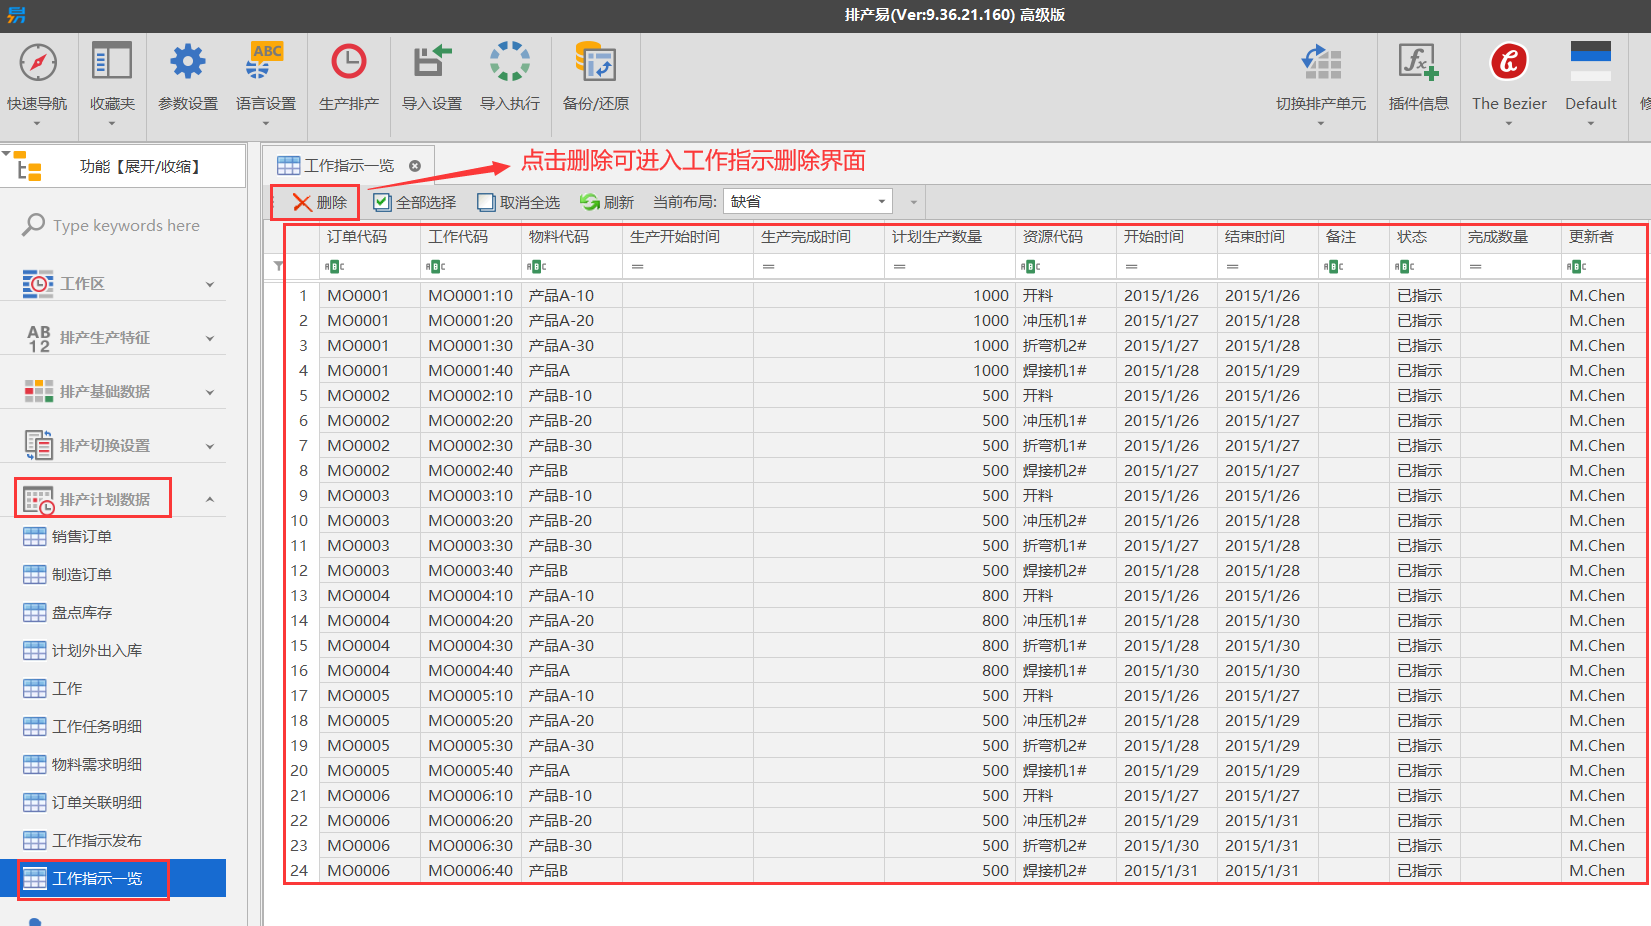 排产易(Ver:9.36.21.160) 高级版
快速导航 收藏夹 参数设置 ABC 语言设置 生产排产 导入设置 导入执行 备份/还原 切换排产单元 fx 插件信息 The Bezier Default
功能【展开/收缩】
Type keywords here
工作区
AB 12 排产生产特征
排产基础数据
排产切换设置
排产计划数据
销售订单
制造订单
盘点库存
计划外出入库
工作
工作任务明细
物料需求明细
订单关联明细
工作指示发布
工作指示一览
工作指示一览 点击删除可进入工作指示删除界面
删除 全部选择 取消全选 刷新 当前布局: 缺省
订单代码 工作代码 物料代码 生产开始时间 生产完成时间 计划生产数量 资源代码 开始时间 结束时间 备注 状态 完成数量 更新者
ABC ABC ABC = = = ABC = = ABC ABC = ABC
1 MO0001 MO0001:10 产品A-10 1000 开料 2015/1/26 2015/1/26 已指示 M.Chen
2 MO0001 MO0001:20 产品A-20 1000 冲压机1# 2015/1/27 2015/1/28 已指示 M.Chen
3 MO0001 MO0001:30 产品A-30 1000 折弯机2# 2015/1/27 2015/1/28 已指示 M.Chen
4 MO0001 MO0001:40 产品A 1000 焊接机1# 2015/1/28 2015/1/29 已指示 M.Chen
5 MO0002 MO0002:10 产品B-10 500 开料 2015/1/26 2015/1/26 已指示 M.Chen
6 MO0002 MO0002:20 产品B-20 500 冲压机1# 2015/1/26 2015/1/27 已指示 M.Chen
7 MO0002 MO0002:30 产品B-30 500 折弯机1# 2015/1/26 2015/1/27 已指示 M.Chen
8 MO0002 MO0002:40 产品B 500 焊接机2# 2015/1/27 2015/1/27 已指示 M.Chen
9 MO0003 MO0003:10 产品B-10 500 开料 2015/1/26 2015/1/26 已指示 M.Chen
10 MO0003 MO0003:20 产品B-20 500 冲压机2# 2015/1/26 2015/1/28 已指示 M.Chen
11 MO0003 MO0003:30 产品B-30 500 折弯机1# 2015/1/27 2015/1/28 已指示 M.Chen
12 MO0003 MO0003:40 产品B 500 焊接机2# 2015/1/28 2015/1/28 已指示 M.Chen
13 MO0004 MO0004:10 产品A-10 800 开料 2015/1/26 2015/1/26 已指示 M.Chen
14 MO0004 MO0004:20 产品A-20 800 冲压机1# 2015/1/28 2015/1/30 已指示 M.Chen
15 MO0004 MO0004:30 产品A-30 800 折弯机1# 2015/1/28 2015/1/30 已指示 M.Chen
16 MO0004 MO0004:40 产品A 800 焊接机1# 2015/1/30 2015/1/30 已指示 M.Chen
17 MO0005 MO0005:10 产品A-10 500 开料 2015/1/26 2015/1/27 已指示 M.Chen
18 MO0005 MO0005:20 产品A-20 500 冲压机2# 2015/1/28 2015/1/29 已指示 M.Chen
19 MO0005 MO0005:30 产品A-30 500 折弯机2# 2015/1/28 2015/1/29 已指示 M.Chen
20 MO0005 MO0005:40 产品A 500 焊接机1# 2015/1/29 2015/1/29 已指示 M.Chen
21 MO0006 MO0006:10 产品B-10 500 开料 2015/1/27 2015/1/27 已指示 M.Chen
22 MO0006 MO0006:20 产品B-20 500 冲压机2# 2015/1/29 2015/1/31 已指示 M.Chen
23 MO0006 MO0006:30 产品B-30 500 折弯机2# 2015/1/30 2015/1/31 已指示 M.Chen
24 MO0006 MO0006:40 产品B 500 焊接机2# 2015/1/31 2015/1/31 已指示 M.Chen